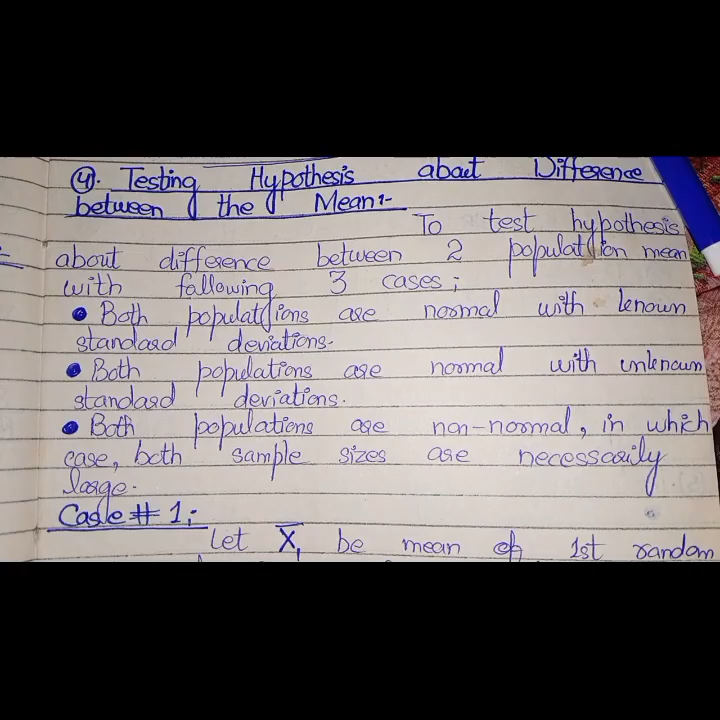 ④. Testing Hypothesis about Difference
between the Mean:-
To test hypothesis
about difference between 2 population mean
with fallowing 3 cases;
• Both populations are normal with known
standard deviations.
• Both populations are normal with unknown
standard deviations.
• Both populations are non-normal, in which
case, both sample sizes are necessarily
large.
Case # 1;
Let X̄₁ be mean of 1st random